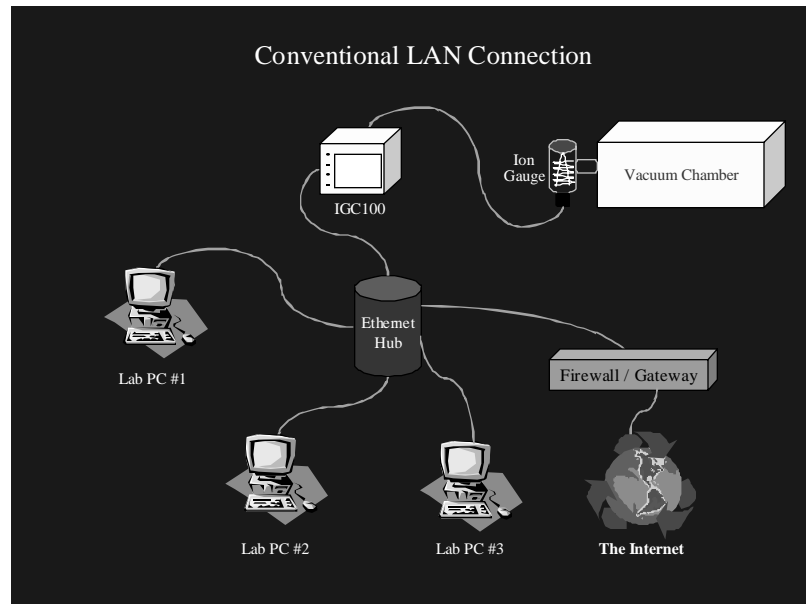 Conventional LAN Connection
Ion
Gauge
Vacuum Chamber
IGC100
Ethernet
Hub
Lab PC #1
Firewall / Gateway
Lab PC #2
Lab PC #3
The Internet